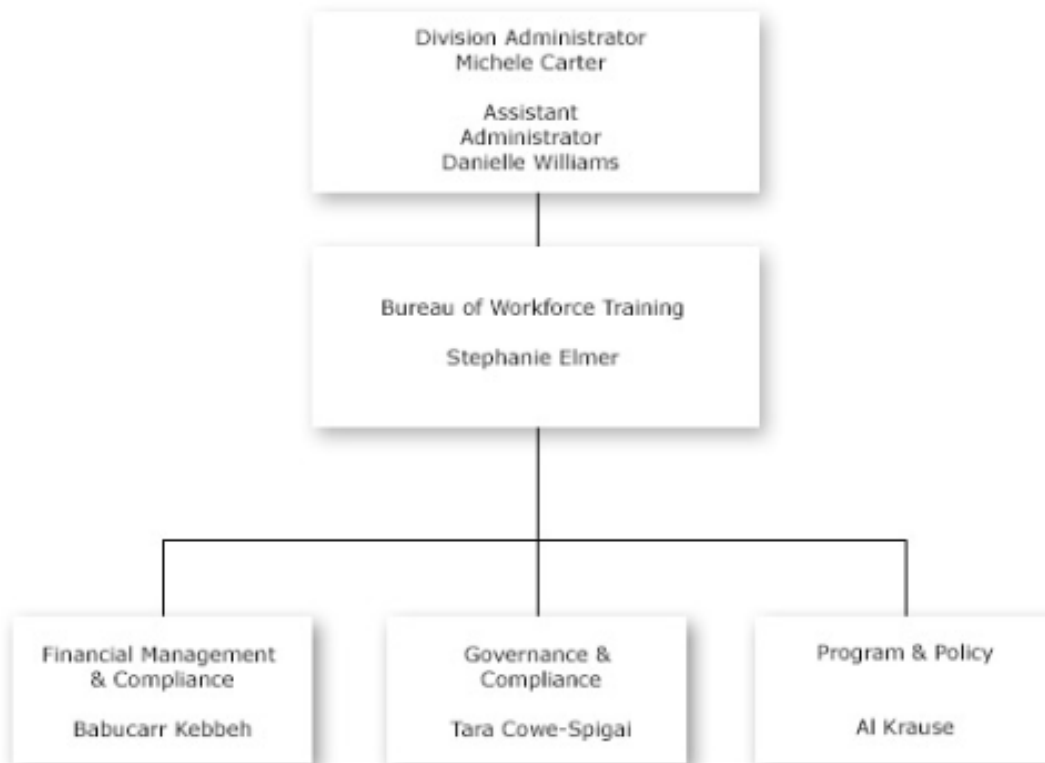 Division Administrator
Michele Carter
Assistant
Administrator
Danielle Williams
Bureau of Workforce Training
Stephanie Elmer
Financial Management
& Compliance
Babucarr Kebbeh
Governance &
Compliance
Tara Cowe-Spigai
Program & Policy
Al Krause